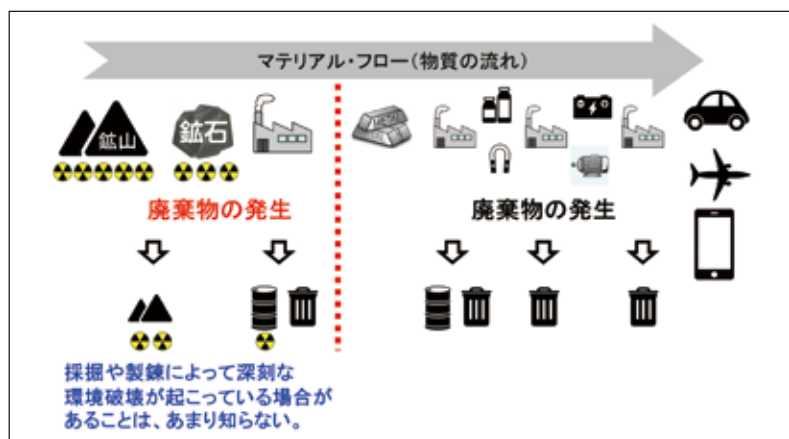 マテリアル・フロー(物質の流れ)
鉱山
鉱石
廃棄物の発生
廃棄物の発生
採掘や製錬によって深刻な
環境破壊が起こっている場合が
あることは、あまり知らない。